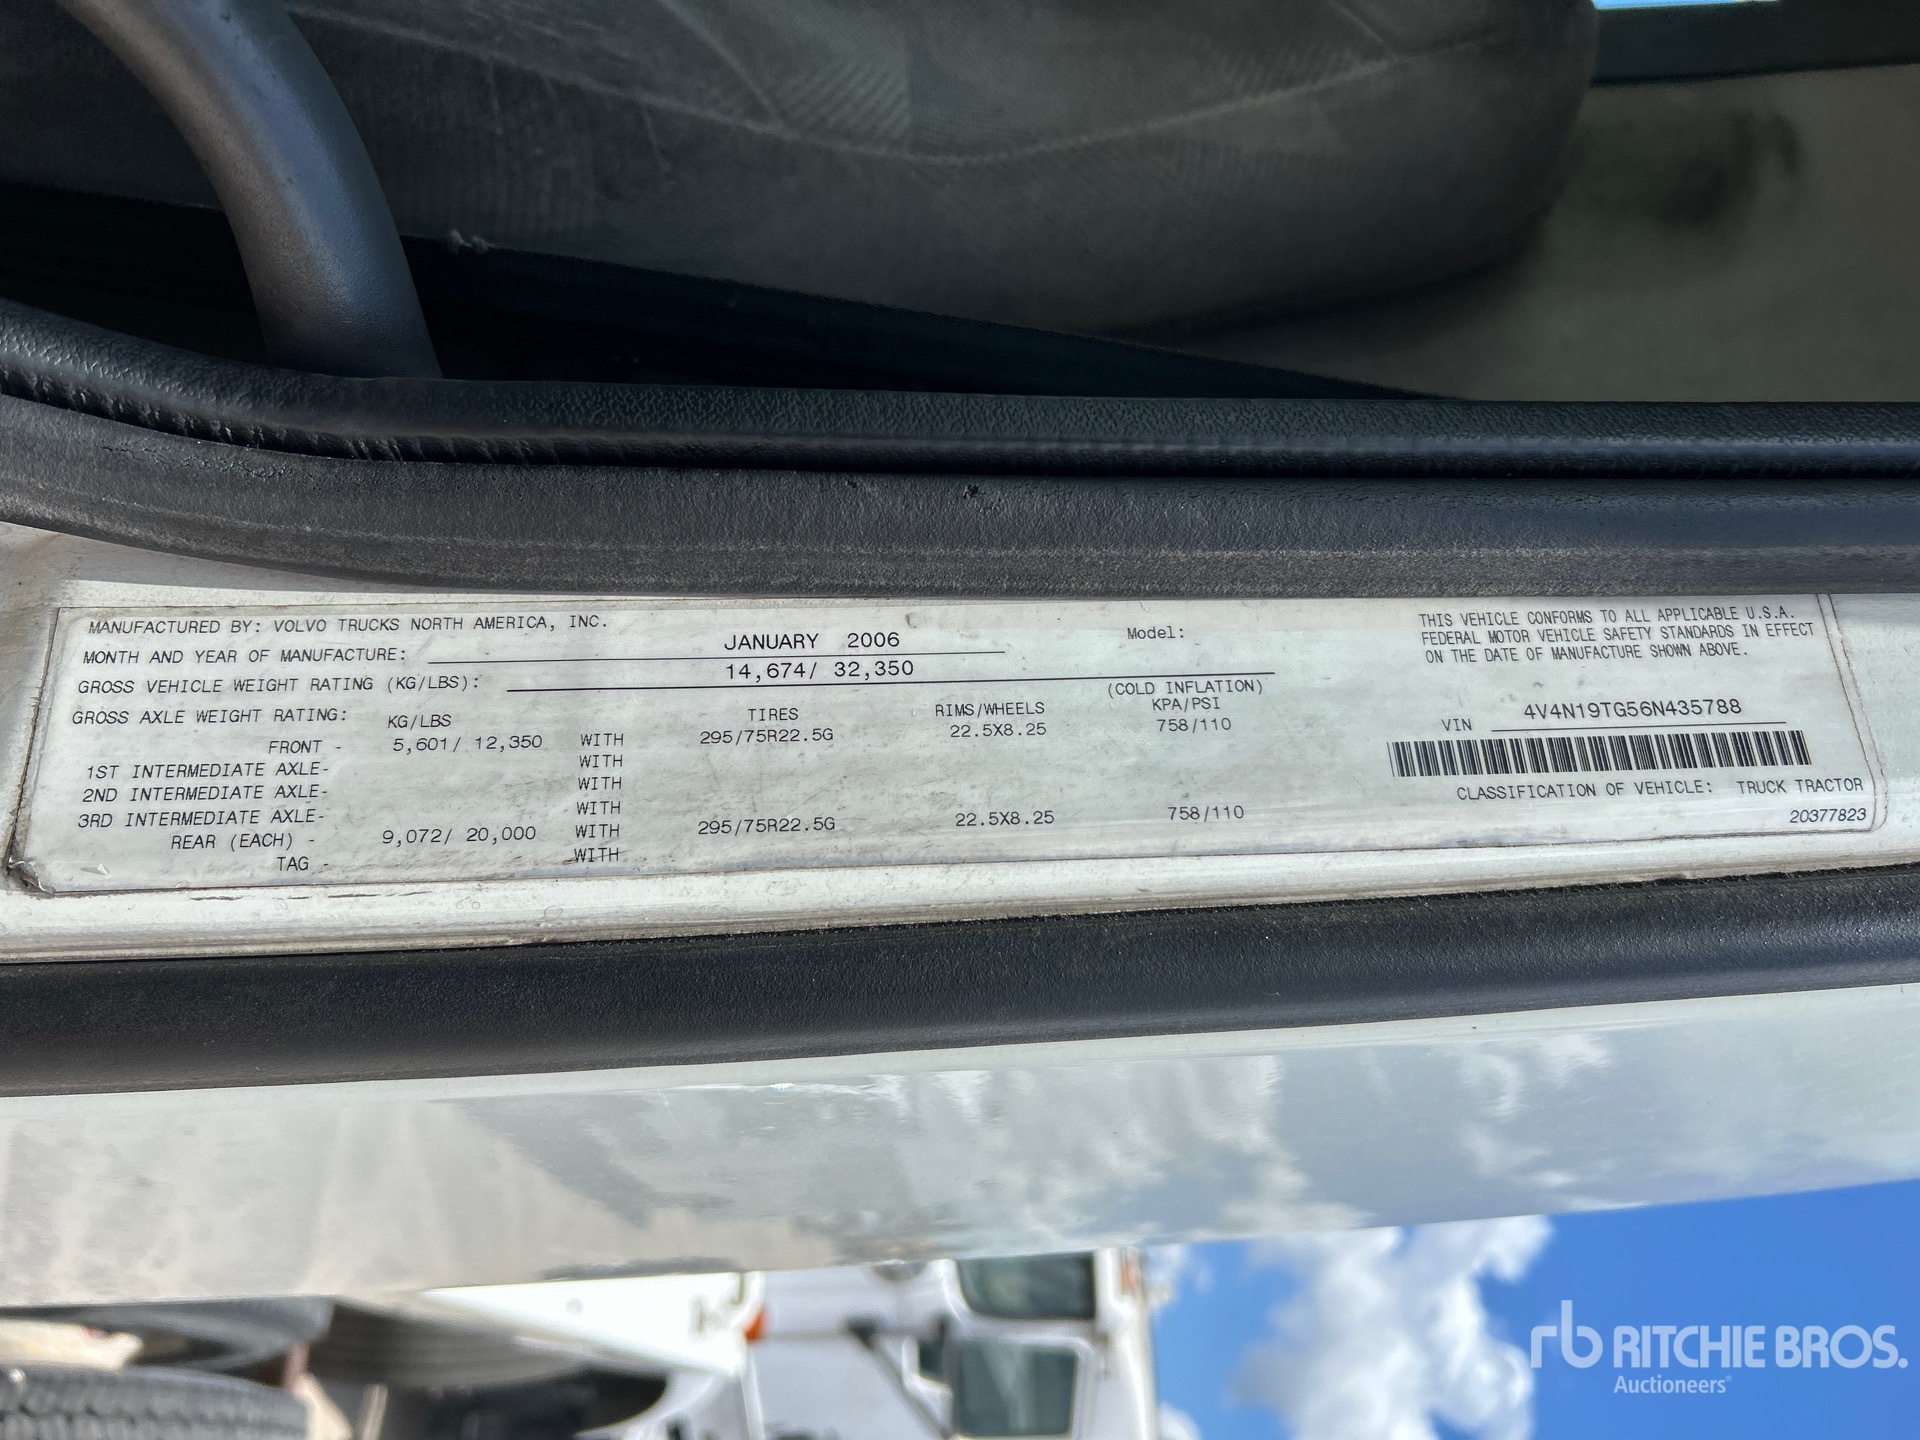 MANUFACTURED BY: VOLVO TRUCKS NORTH AMERICA, INC.
MONTH AND YEAR OF MANUFACTURE: JANUARY 2006
GROSS VEHICLE WEIGHT RATING (KG/LBS): 14,674/ 32,350
Model:
GROSS AXLE WEIGHT RATING: KG/LBS TIRES RIMS/WHEELS (COLD INFLATION) KPA/PSI
FRONT - 5,601/ 12,350 WITH 295/75R22.5G 22.5X8.25 758/110
1ST INTERMEDIATE AXLE- WITH
2ND INTERMEDIATE AXLE- WITH
3RD INTERMEDIATE AXLE- WITH
REAR (EACH) - 9,072/ 20,000 WITH 295/75R22.5G 22.5X8.25 758/110
TAG - WITH
THIS VEHICLE CONFORMS TO ALL APPLICABLE U.S.A.
FEDERAL MOTOR VEHICLE SAFETY STANDARDS IN EFFECT
ON THE DATE OF MANUFACTURE SHOWN ABOVE.
VIN 4V4N19TG56N435788
CLASSIFICATION OF VEHICLE: TRUCK TRACTOR
20377823
rb RITCHIE BROS.
Auctioneers